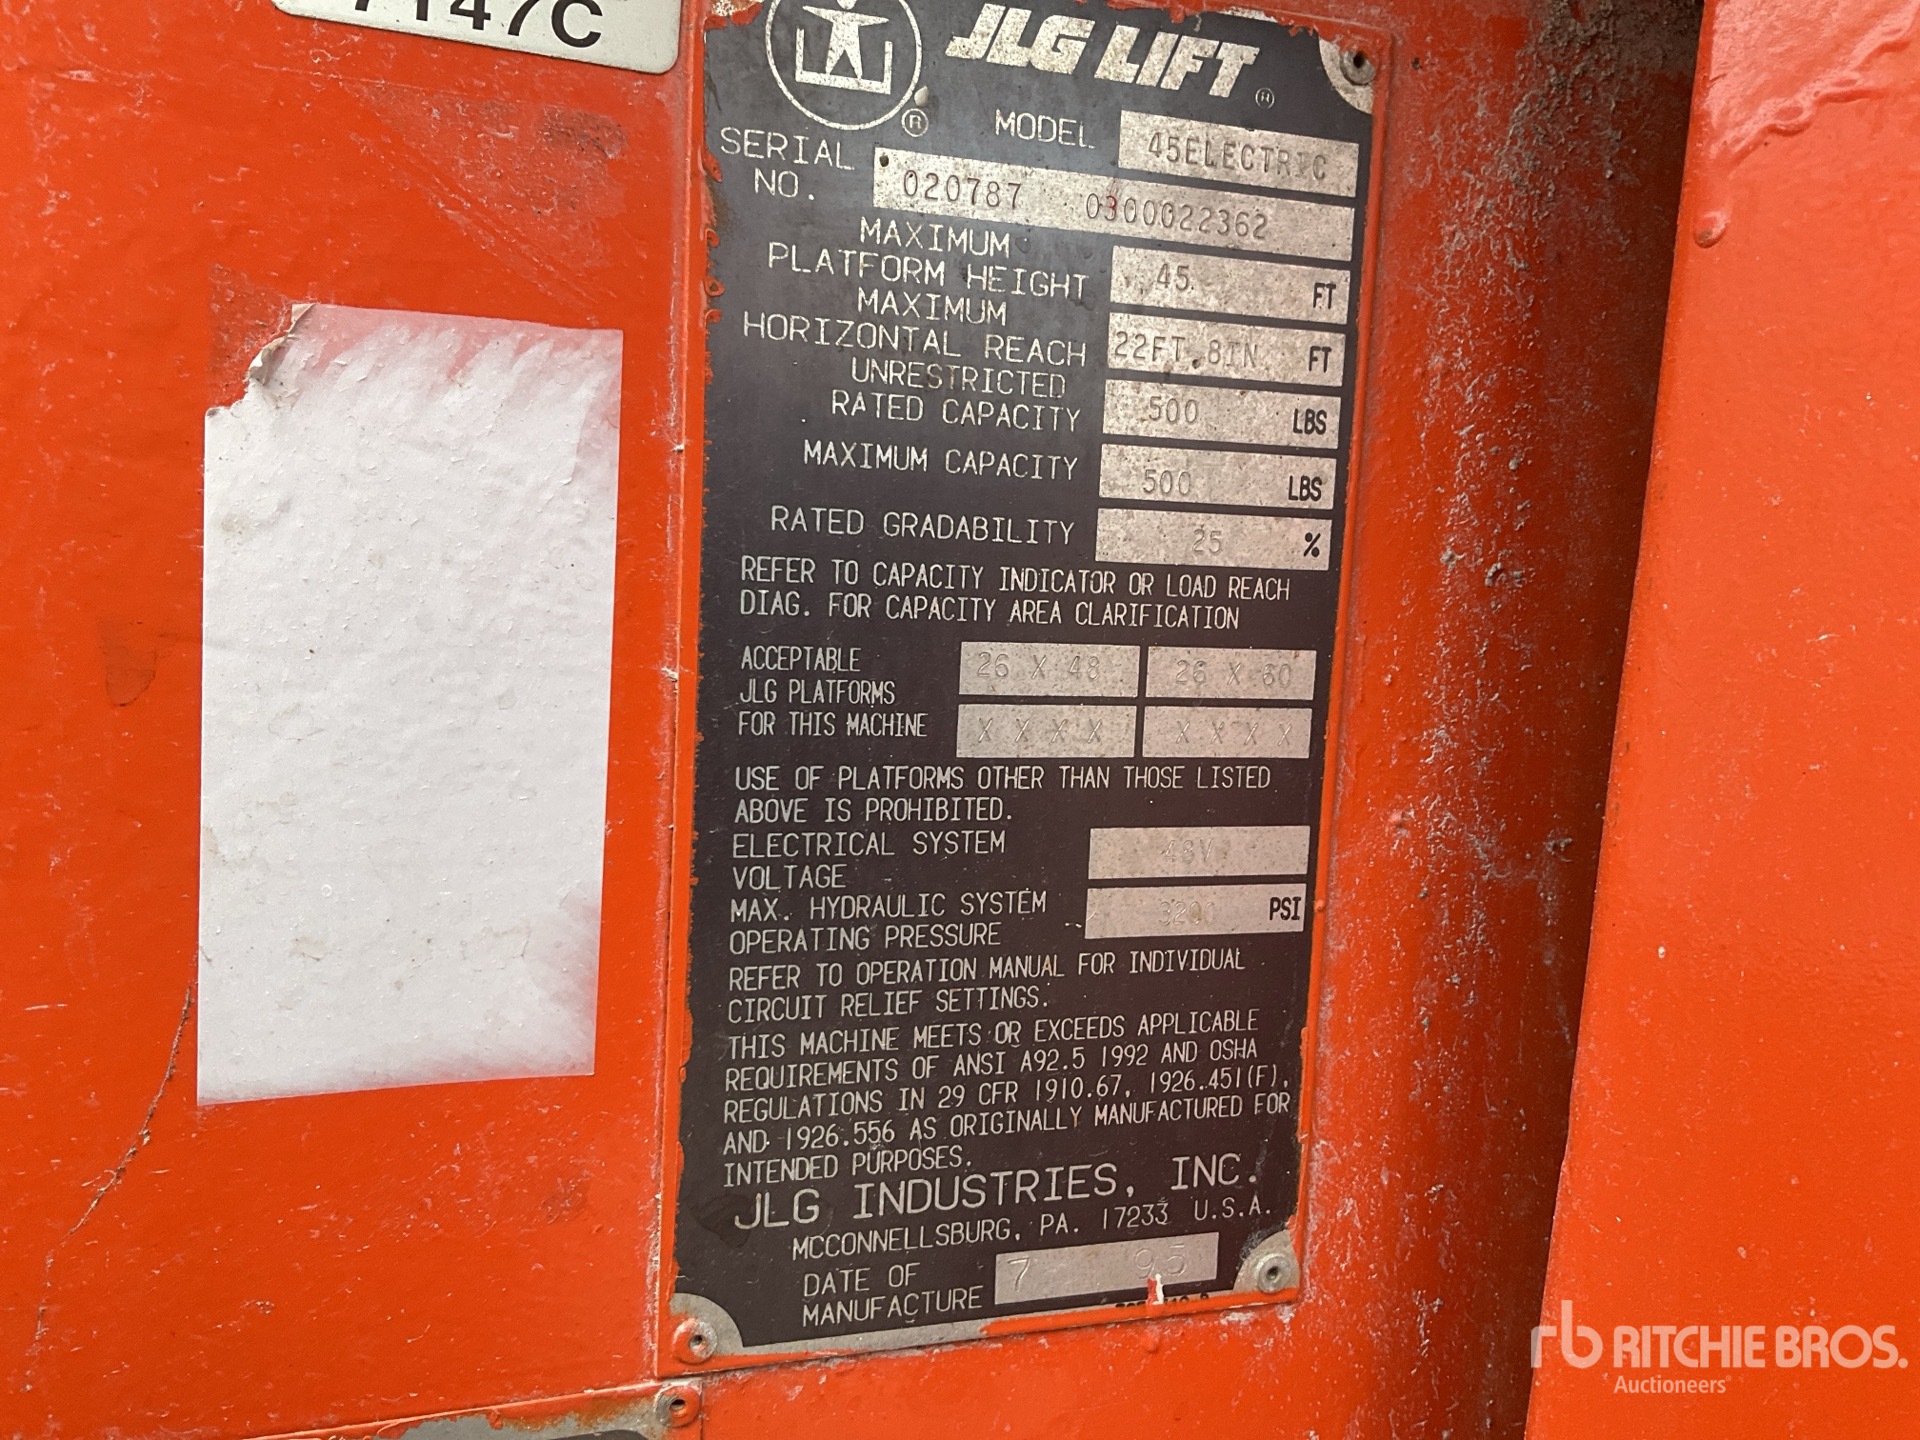 7147C
JLG LIFT ®
®
MODEL 45ELECTRIC
SERIAL NO. 020787 0300022362
MAXIMUM
PLATFORM HEIGHT 45 FT
MAXIMUM
HORIZONTAL REACH 22FT.8IN FT
UNRESTRICTED
RATED CAPACITY 500 LBS
MAXIMUM CAPACITY 500 LBS
RATED GRADABILITY 25 %
REFER TO CAPACITY INDICATOR OR LOAD REACH
DIAG. FOR CAPACITY AREA CLARIFICATION
ACCEPTABLE 26 X 48 26 X 60
JLG PLATFORMS
FOR THIS MACHINE X X X X X X X X
USE OF PLATFORMS OTHER THAN THOSE LISTED
ABOVE IS PROHIBITED.
ELECTRICAL SYSTEM
VOLTAGE 48V
MAX. HYDRAULIC SYSTEM
OPERATING PRESSURE 3200 PSI
REFER TO OPERATION MANUAL FOR INDIVIDUAL
CIRCUIT RELIEF SETTINGS.
THIS MACHINE MEETS OR EXCEEDS APPLICABLE
REQUIREMENTS OF ANSI A92.5 1992 AND OSHA
REGULATIONS IN 29 CFR 1910.67, 1926.451(F),
AND 1926.556 AS ORIGINALLY MANUFACTURED FOR
INTENDED PURPOSES.
JLG INDUSTRIES, INC.
MCCONNELLSBURG, PA. 17233 U.S.A.
DATE OF
MANUFACTURE 7 95
rb RITCHIE BROS.
Auctioneers